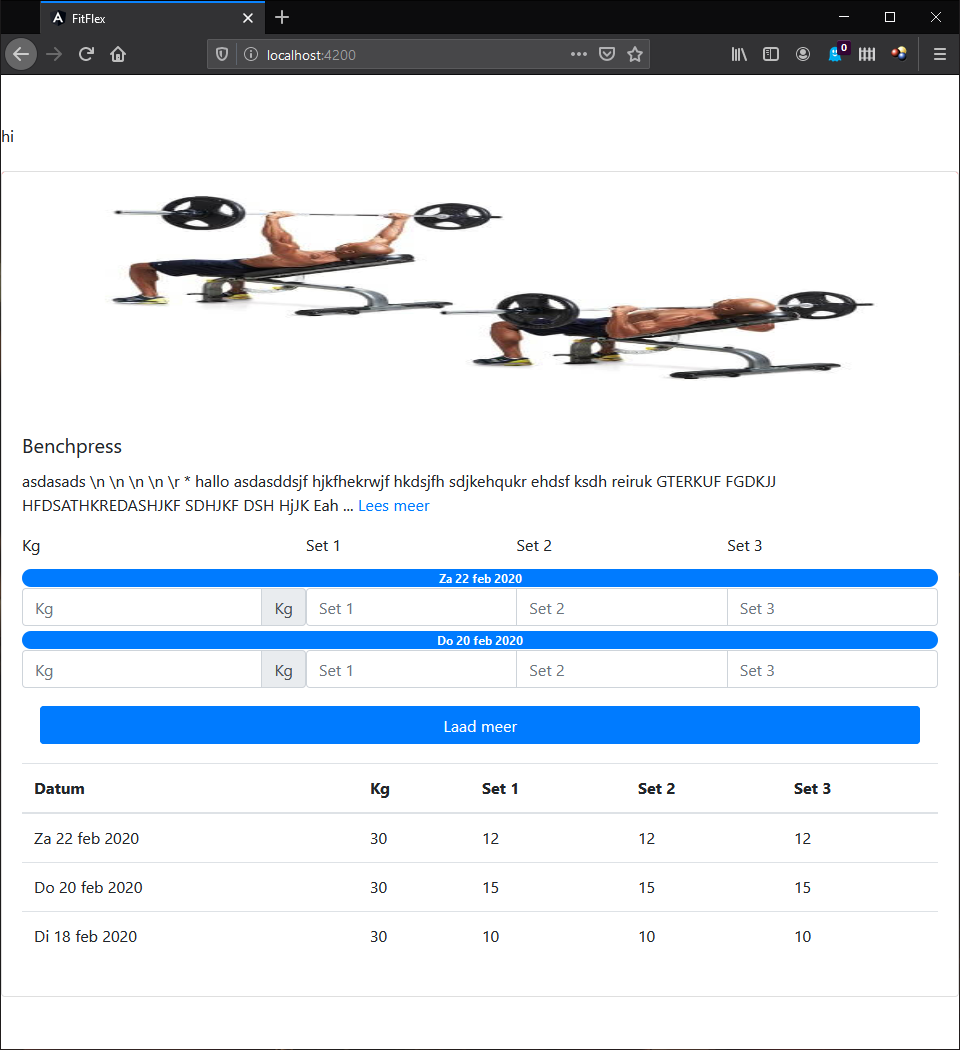 FitFlex
localhost:4200
0
hi
Benchpress
asdasads \n \n \n \n \r * hallo asdasddsjf hjkfhekrwjf hkdsjfh sdjkehqukr ehdsf ksdh reiruk GTERKUF FGDKJJ
HFDSATHKREDASHJKF SDHJKF DSH HjJK Eah ... Lees meer
Kg Set 1 Set 2 Set 3
Za 22 feb 2020
Kg Kg Set 1 Set 2 Set 3
Do 20 feb 2020
Kg Kg Set 1 Set 2 Set 3
Laad meer
Datum Kg Set 1 Set 2 Set 3
Za 22 feb 2020 30 12 12 12
Do 20 feb 2020 30 15 15 15
Di 18 feb 2020 30 10 10 10